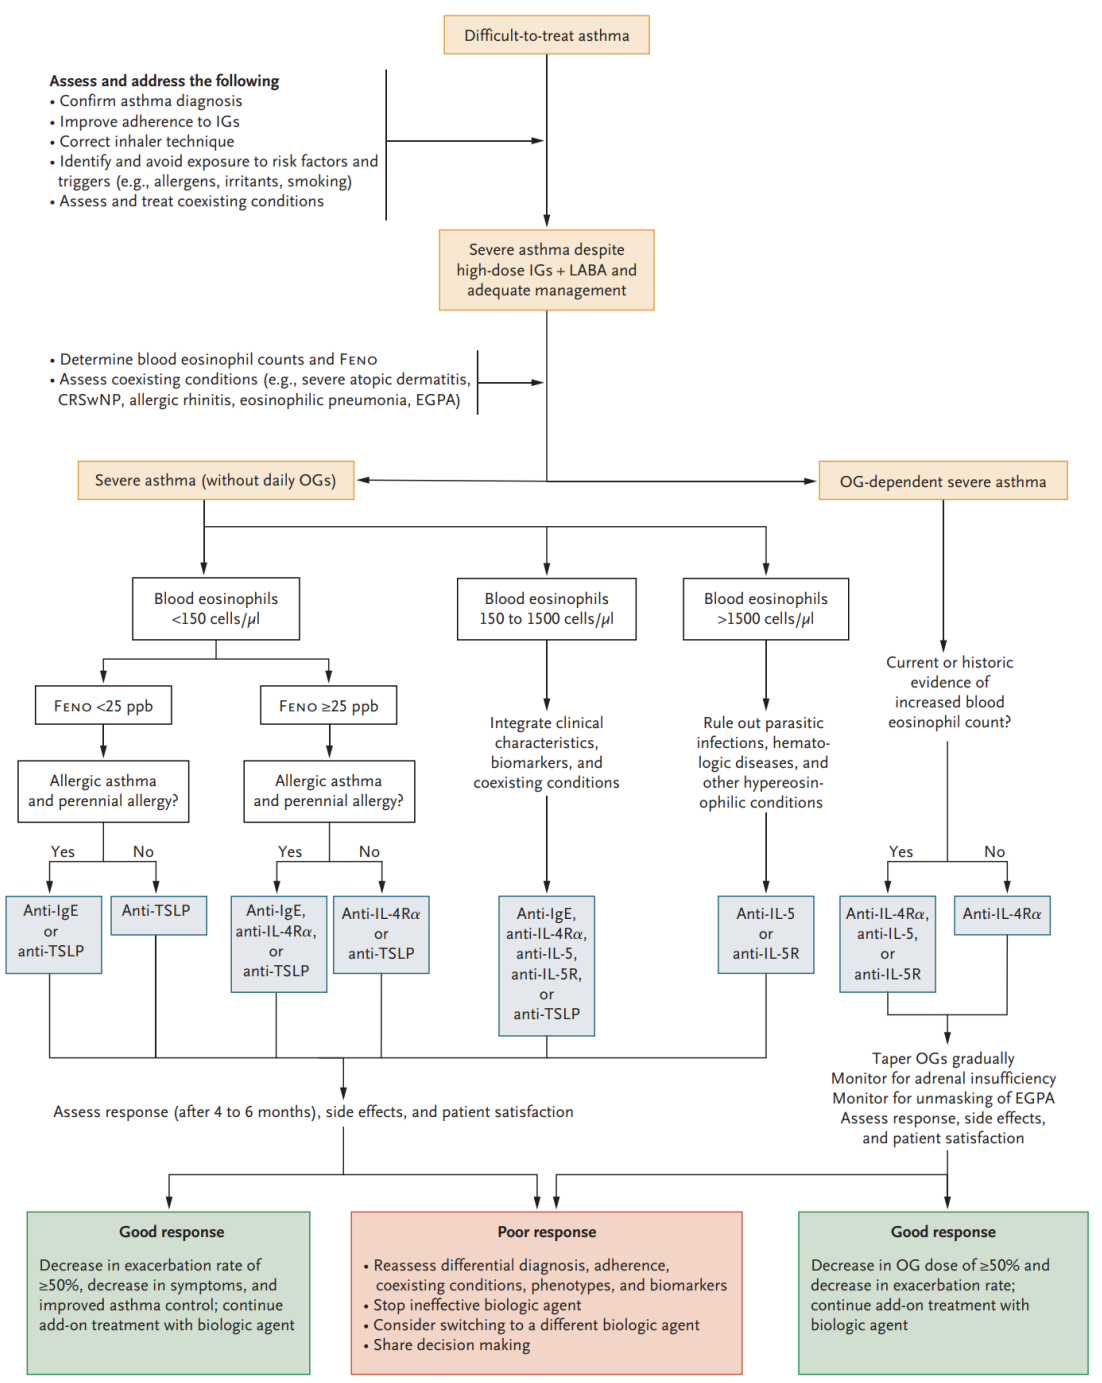 Difficult-to-treat asthma
Assess and address the following
• Confirm asthma diagnosis
• Improve adherence to IGs
• Correct inhaler technique
• Identify and avoid exposure to risk factors and
triggers (e.g., allergens, irritants, smoking)
• Assess and treat coexisting conditions
Severe asthma despite
high-dose IGs + LABA and
adequate management
• Determine blood eosinophil counts and FENO
• Assess coexisting conditions (e.g., severe atopic dermatitis,
CRSwNP, allergic rhinitis, eosinophilic pneumonia, EGPA)
Severe asthma (without daily OGs)
OG-dependent severe asthma
Blood eosinophils
<150 cells/μl
Blood eosinophils
150 to 1500 cells/μl
Blood eosinophils
>1500 cells/μl
FENO <25 ppb
FENO ≥25 ppb
Allergic asthma
and perennial allergy?
Allergic asthma
and perennial allergy?
Integrate clinical
characteristics,
biomarkers, and
coexisting conditions
Rule out parasitic
infections, hemato-
logic diseases, and
other hypereosin-
ophilic conditions
Current or historic
evidence of
increased blood
eosinophil count?
Yes
No
Yes
No
Yes
No
Anti-IgE
or
anti-TSLP
Anti-TSLP
Anti-IgE,
anti-IL-4Rα,
or
anti-TSLP
Anti-IL-4Rα
or
anti-TSLP
Anti-IgE,
anti-IL-4Rα,
anti-IL-5,
anti-IL-5R,
or
anti-TSLP
Anti-IL-5
or
anti-IL-5R
Anti-IL-4Rα,
anti-IL-5,
or
anti-IL-5R
Anti-IL-4Rα
Assess response (after 4 to 6 months), side effects, and patient satisfaction
Taper OGs gradually
Monitor for adrenal insufficiency
Monitor for unmasking of EGPA
Assess response, side effects,
and patient satisfaction
Good response
Decrease in exacerbation rate of
≥50%, decrease in symptoms, and
improved asthma control; continue
add-on treatment with biologic agent
Poor response
• Reassess differential diagnosis, adherence,
coexisting conditions, phenotypes, and biomarkers
• Stop ineffective biologic agent
• Consider switching to a different biologic agent
• Share decision making
Good response
Decrease in OG dose of ≥50% and
decrease in exacerbation rate;
continue add-on treatment with
biologic agent